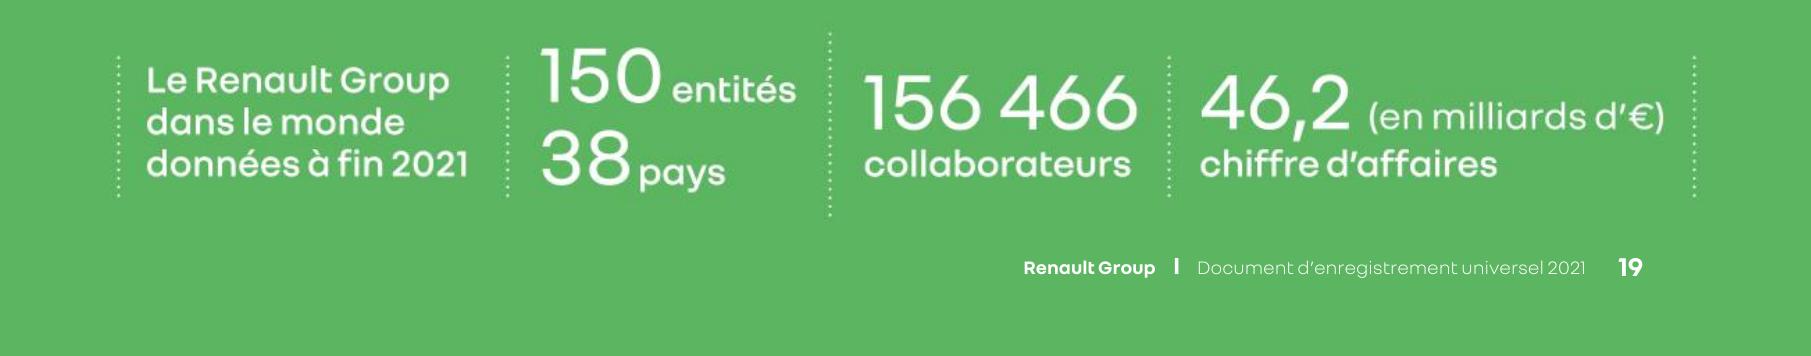 Le Renault Group
dans le monde
données à fin 2021
150 entités
38 pays
156 466
collaborateurs
46,2 (en milliards d'€)
chiffre d'affaires
Renault Group | Document d'enregistrement universel 2021 19